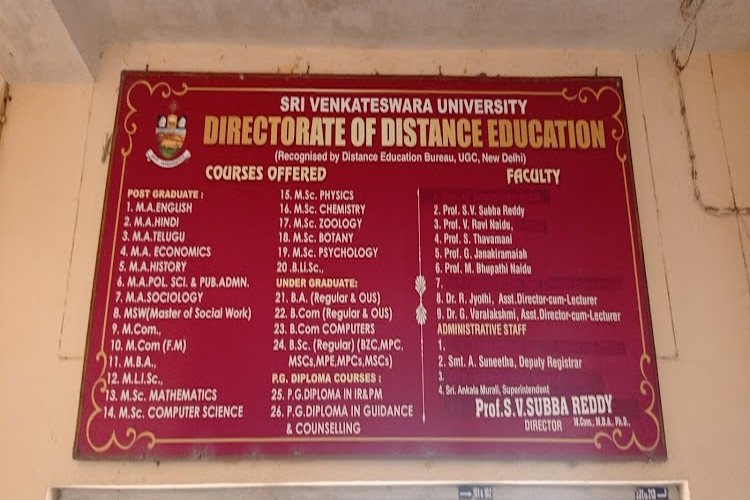 SRI VENKATESWARA UNIVERSITY
DIRECTORATE OF DISTANCE EDUCATION
(Recognised by Distance Education Bureau, UGC, New Delhi)
COURSES OFFERED
POST GRADUATE :
1. M.A.ENGLISH
2. M.A.HINDI
3. M.A.TELUGU
4. M.A. ECONOMICS
5. M.A.HISTORY
6. M.A.POL. SCI. & PUB.ADMN.
7. M.A.SOCIOLOGY
8. MSW(Master of Social Work)
9. M.Com.,
10. M.Com (F.M)
11. M.B.A.,
12. M.L.I.Sc.,
13. M.Sc. MATHEMATICS
14. M.Sc. COMPUTER SCIENCE
15. M.Sc. PHYSICS
16. M.Sc. CHEMISTRY
17. M.Sc. ZOOLOGY
18. M.Sc. BOTANY
19. M.Sc. PSYCHOLOGY
20 .B.LI.Sc.,
UNDER GRADUATE:
21. B.A. (Regular & OUS)
22. B.Com (Regular & OUS)
23. B.Com COMPUTERS
24. B.Sc. (Regular) (BZC,MPC,
MSCs,MPE,MPCs,MSCs)
P.G. DIPLOMA COURSES :
25. P.G.DIPLOMA IN IR&PM
26. P.G.DIPLOMA IN GUIDANCE
& COUNSELLING
FACULTY
2. Prof. S.V. Subba Reddy
3. Prof. V. Ravi Naidu,
4. Prof. S. Thavamani
5. Prof. G. Janakiramaiah
6. Prof. M. Bhupathi Naidu
7.
8. Dr. R. Jyothi, Asst.Director-cum-Lecturer
9. Dr. G. Varalakshmi, Asst.Director-cum-Lecturer
ADMINISTRATIVE STAFF
1.
2. Smt. A. Suneetha, Deputy Registrar
3.
4. Sri. Ankala Murali, Superintendent
Prof.S.V.SUBBA REDDY
M.Com., M.B.A., Ph.D.,
DIRECTOR